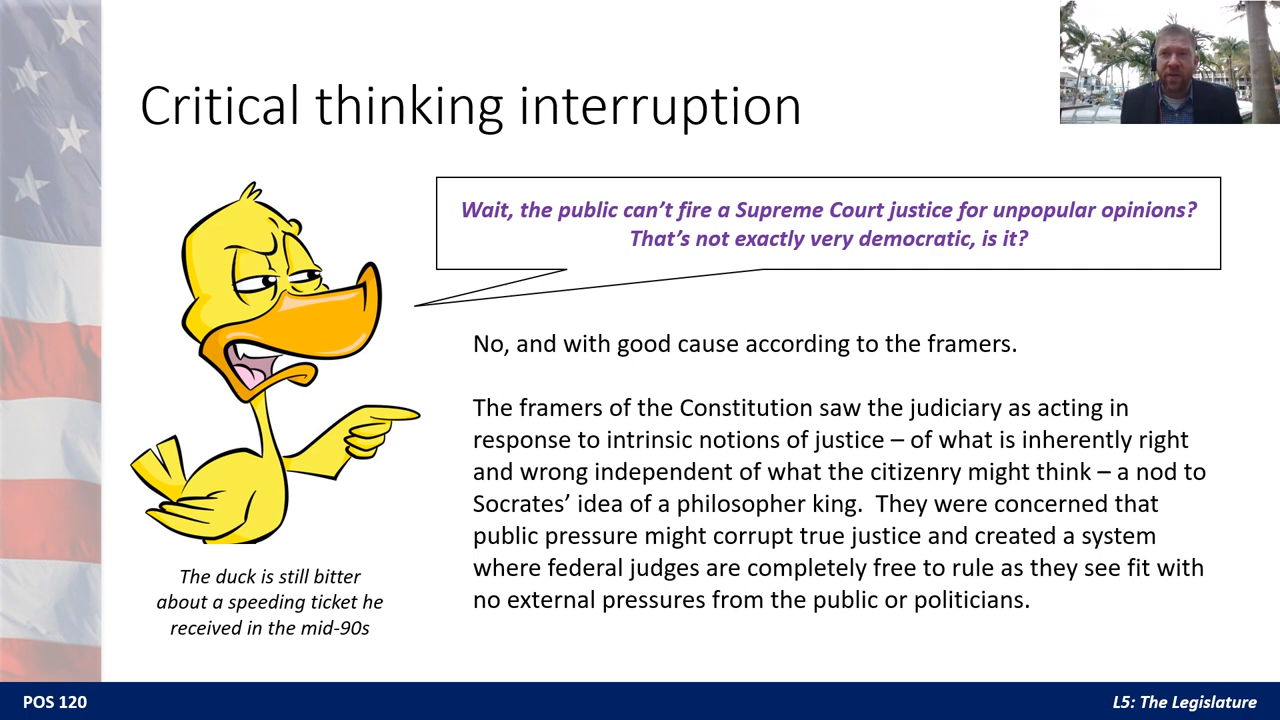 Critical thinking interruption
Wait, the public can’t fire a Supreme Court justice for unpopular opinions?
That’s not exactly very democratic, is it?
No, and with good cause according to the framers.
The framers of the Constitution saw the judiciary as acting in
response to intrinsic notions of justice – of what is inherently right
and wrong independent of what the citizenry might think – a nod to
Socrates’ idea of a philosopher king.  They were concerned that
public pressure might corrupt true justice and created a system
where federal judges are completely free to rule as they see fit with
no external pressures from the public or politicians.
The duck is still bitter
about a speeding ticket he
received in the mid-90s
POS 120
L5: The Legislature